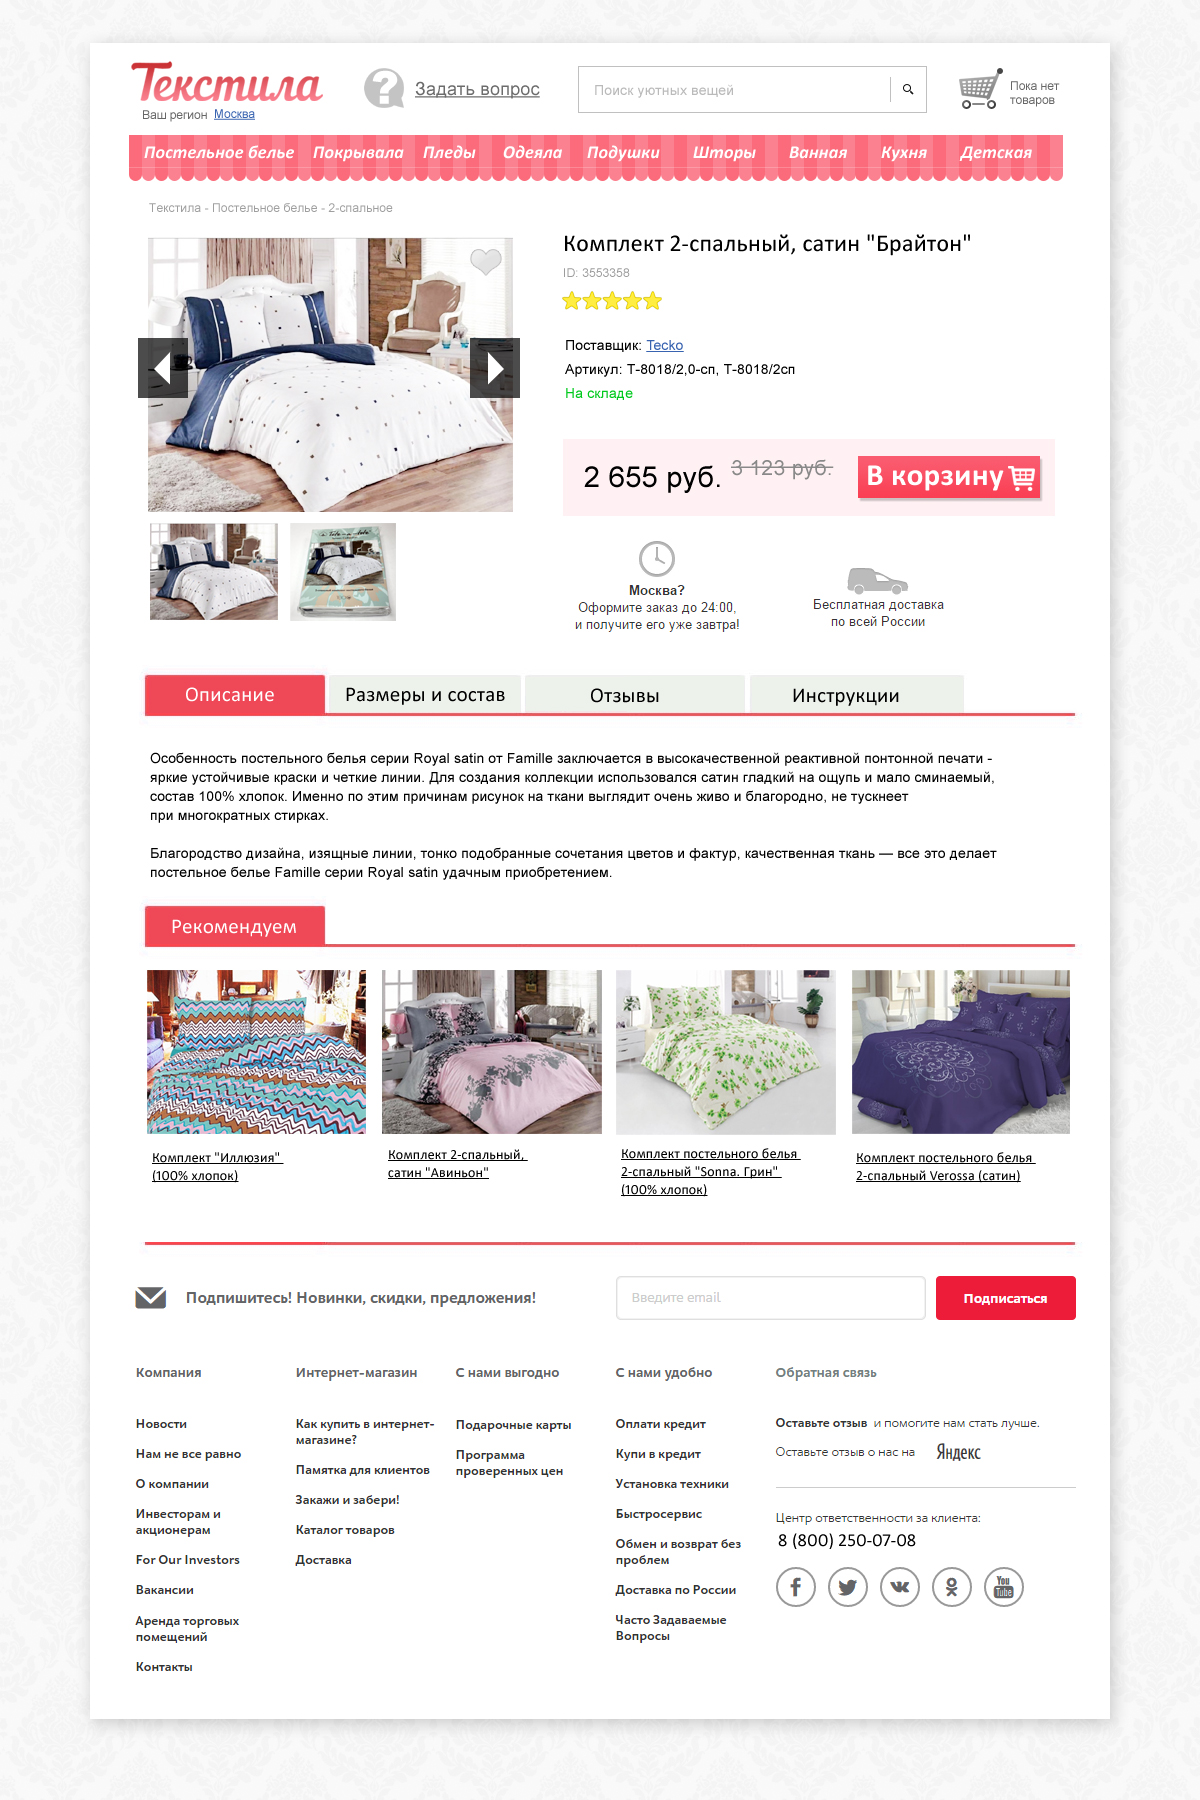 Текстила
Задать вопрос
Поиск уютных вещей
Пока нет
товаров
Ваш регион Москва
Постельное белье Покрывала Пледы Одеяла Подушки Шторы Ванная Кухня Детская
Текстила - Постельное белье - 2-спальное
Комплект 2-спальный, сатин "Брайтон"
ID: 3553358
Поставщик: Tecko
Артикул: Т-8018/2,0-сп, Т-8018/2сп
На складе
2 655 руб. 3 123 руб. В корзину
Москва?
Оформите заказ до 24:00,
и получите его уже завтра!
Бесплатная доставка
по всей России
Описание Размеры и состав Отзывы Инструкции
Особенность постельного белья серии Royal satin от Famille заключается в высокачественной реактивной понтонной печати -
яркие устойчивые краски и четкие линии. Для создания коллекции использовался сатин гладкий на ощупь и мало сминаемый,
состав 100% хлопок. Именно по этим причинам рисунок на ткани выглядит очень живо и благородно, не тускнеет
при многократных стирках.
Благородство дизайна, изящные линии, тонко подобранные сочетания цветов и фактур, качественная ткань — все это делает
постельное белье Famille серии Royal satin удачным приобретением.
Рекомендуем
Комплект "Иллюзия"
(100% хлопок)
Комплект 2-спальный,
сатин "Авиньон"
Комплект постельного белья
2-спальный "Sonna. Грин"
(100% хлопок)
Комплект постельного белья
2-спальный Verossa (сатин)
Подпишитесь! Новинки, скидки, предложения!
Введите email
Подписаться
Компания
Новости
Нам не все равно
О компании
Инвесторам и
акционерам
For Our Investors
Вакансии
Аренда торговых
помещений
Контакты
Интернет-магазин
Как купить в интернет-
магазине?
Памятка для клиентов
Закажи и забери!
Каталог товаров
Доставка
С нами выгодно
Подарочные карты
Программа
проверенных цен
С нами удобно
Оплати кредит
Купи в кредит
Установка техники
Быстросервис
Обмен и возврат без
проблем
Доставка по России
Часто Задаваемые
Вопросы
Обратная связь
Оставьте отзыв и помогите нам стать лучше.
Оставьте отзыв о нас на Яндекс
Центр ответственности за клиента:
8 (800) 250-07-08
You
Tube